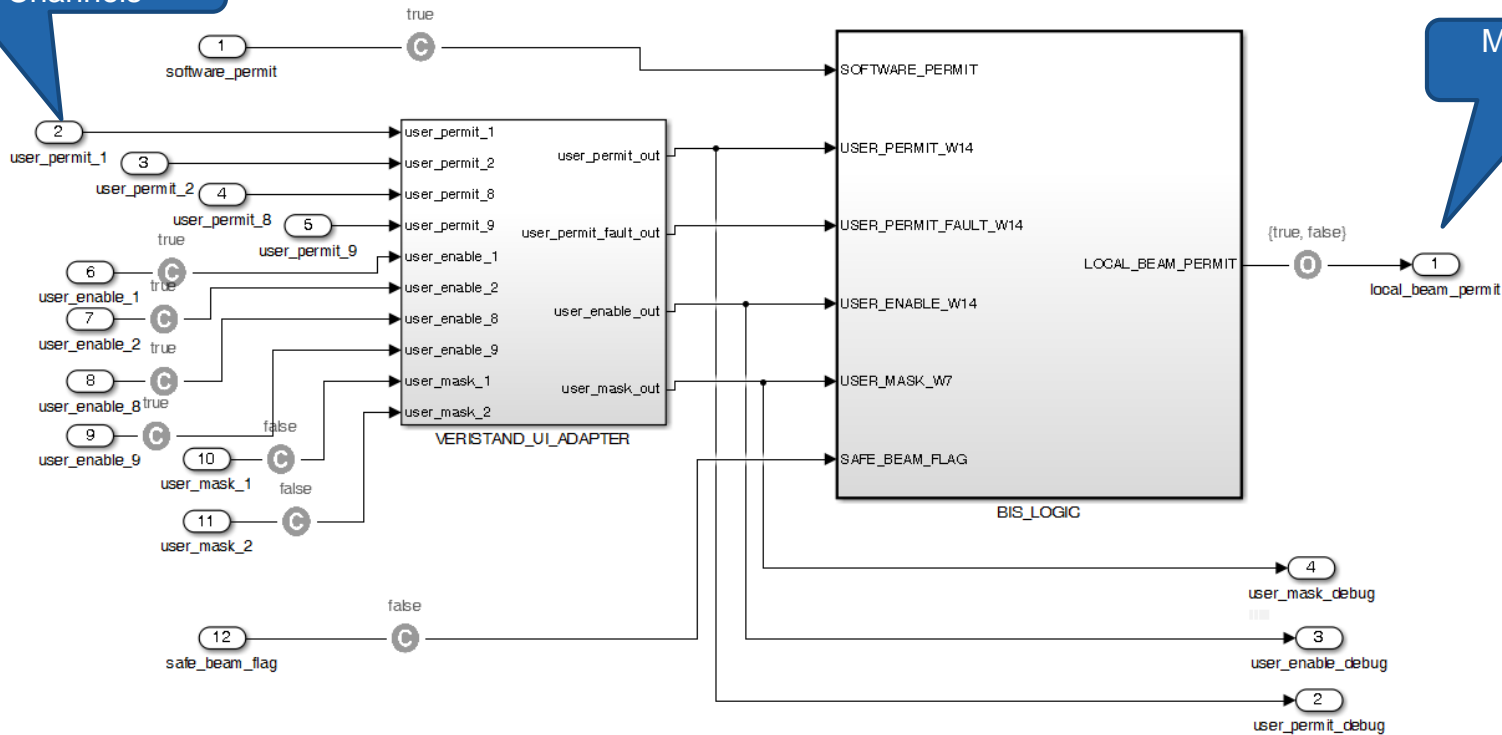 Channels
M
true
C
1
software_permit
2
user_permit_1
3
user_permit_2
4
user_permit_8
5
user_permit_9
true
C
6
user_enable_1
true
C
7
user_enable_2
true
C
8
user_enable_8
true
C
9
user_enable_9
false
C
10
user_mask_1
false
C
11
user_mask_2
false
C
12
safe_beam_flag
user_permit_1
user_permit_2
user_permit_8
user_permit_9
user_enable_1
user_enable_2
user_enable_8
user_enable_9
user_mask_1
user_mask_2
user_permit_out
user_permit_fault_out
user_enable_out
user_mask_out
VERISTAND_UI_ADAPTER
SOFTWARE_PERMIT
USER_PERMIT_W14
USER_PERMIT_FAULT_W14
USER_ENABLE_W14
USER_MASK_W7
SAFE_BEAM_FLAG
LOCAL_BEAM_PERMIT
BIS_LOGIC
{true, false}
O
1
local_beam_permit
4
user_mask_debug
3
user_enable_debug
2
user_permit_debug